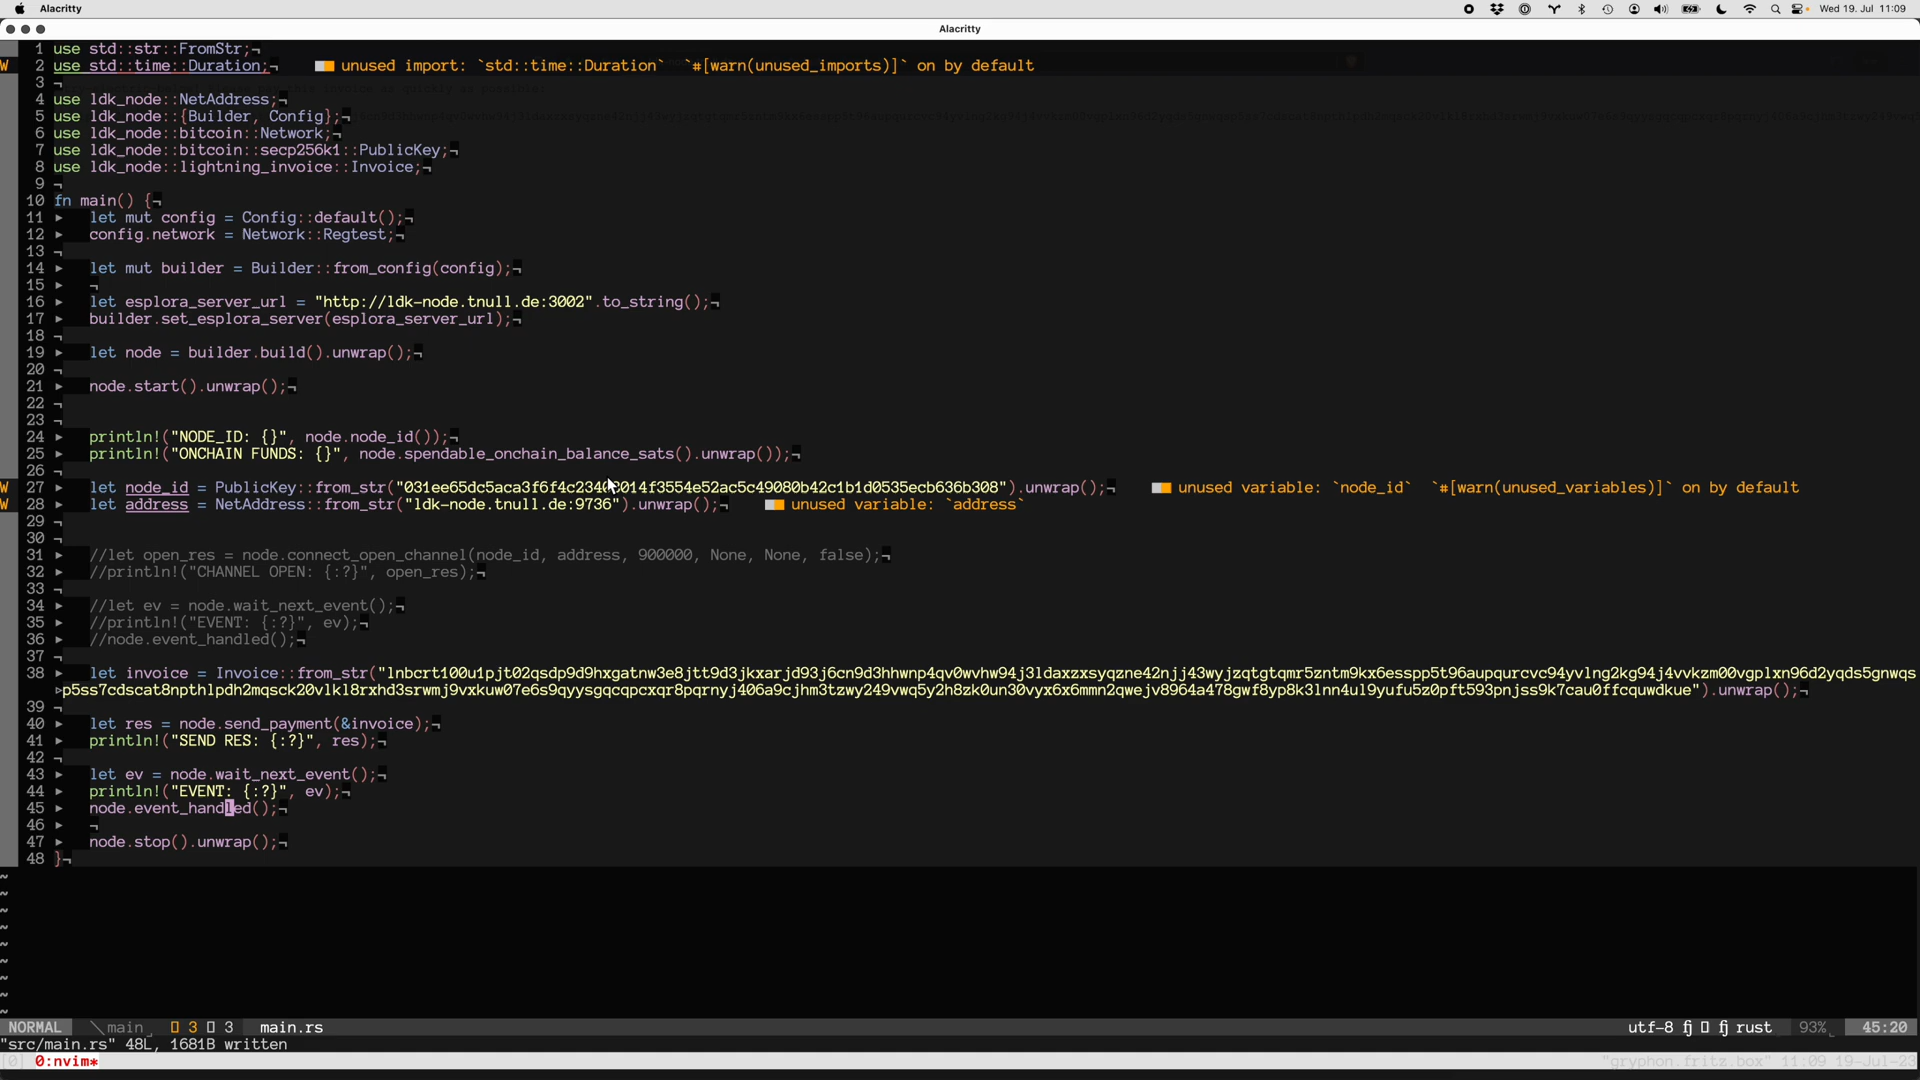 Alacritty
Wed 19. Jul 11:09
Alacritty
1 use std::str::FromStr;¬
W 2 use std::time::Duration;¬ unused import: `std::time::Duration` `#[warn(unused_imports)]` on by default
3 ¬
4 use ldk_node::NetAddress;¬
5 use ldk_node::{Builder, Config};¬
6 use ldk_node::bitcoin::Network;¬
7 use ldk_node::bitcoin::secp256k1::PublicKey;¬
8 use ldk_node::lightning_invoice::Invoice;¬
9 ¬
10 fn main() {¬
11 ▸ let mut config = Config::default();¬
12 ▸ config.network = Network::Regtest;¬
13 ¬
14 ▸ let mut builder = Builder::from_config(config);¬
15 ▸ ¬
16 ▸ let esplora_server_url = "http://ldk-node.tnull.de:3002".to_string();¬
17 ▸ builder.set_esplora_server(esplora_server_url);¬
18 ¬
19 ▸ let node = builder.build().unwrap();¬
20 ¬
21 ▸ node.start().unwrap();¬
22 ¬
23 ¬
24 ▸ println!("NODE_ID: {}", node.node_id());¬
25 ▸ println!("ONCHAIN FUNDS: {}", node.spendable_onchain_balance_sats().unwrap());¬
26 ¬
W 27 ▸ let node_id = PublicKey::from_str(" ").unwrap();¬ unused variable: `node_id` `#[warn(unused_variables)]` on by default
W 28 ▸ let address = NetAddress::from_str("ldk-node.tnull.de:9736").unwrap();¬ unused variable: `address`
29 ¬
30 ¬
31 ▸ //let open_res = node.connect_open_channel(node_id, address, 900000, None, None, false);¬
32 ▸ //println!("CHANNEL OPEN: {:?}", open_res);¬
33 ¬
34 ▸ //let ev = node.wait_next_event();¬
35 ▸ //println!("EVENT: {:?}", ev);¬
36 ▸ //node.event_handled();¬
37 ¬
38 ▸ let invoice = Invoice::from_str("lnbcrt100u1pjt02qsdp9d9hxgatnw3e8jtt9d3jkxarjd93j6cn9d3hhwnp4qv0wvhw94j3ldaxzxsyqzne42njj43wyjzqtgtqmr5zntm9kx6esspp5t96aupqurcvc94yvlng2kg94j4vvkzm00vgplxn96d2yqds5gnwqs
p5ss7cdscat8npthlpdh2mqsck20vlkl8rxhd3srwmj9vxkuw07e6s9qyysgqcqpcxqr8pqrnyj406a9cjhm3tzwy249vwq5y2h8zk0un30vyx6x6mmn2qwejv8964a478gwf8yp8k3lnn4ul9yufu5z0pft593pnjss9k7cau0ffcquwdkue").unwrap();¬
39 ¬
40 ▸ let res = node.send_payment(&invoice);¬
41 ▸ println!("SEND RES: {:?}", res);¬
42 ¬
43 ▸ let ev = node.wait_next_event();¬
44 ▸ println!("EVENT: {:?}", ev);¬
45 ▸ node.event_handled();¬
46 ▸ ¬
47 ▸ node.stop().unwrap();¬
48 }¬
~
~
~
~
~
~
~
~
~
NORMAL \main 3 3 main.rs utf-8 rust 93% 45:20
"src/main.rs" 48L, 1681B written
[0] 0:nvim* "gryphon.fritz.box" 11:09 19-Jul-23